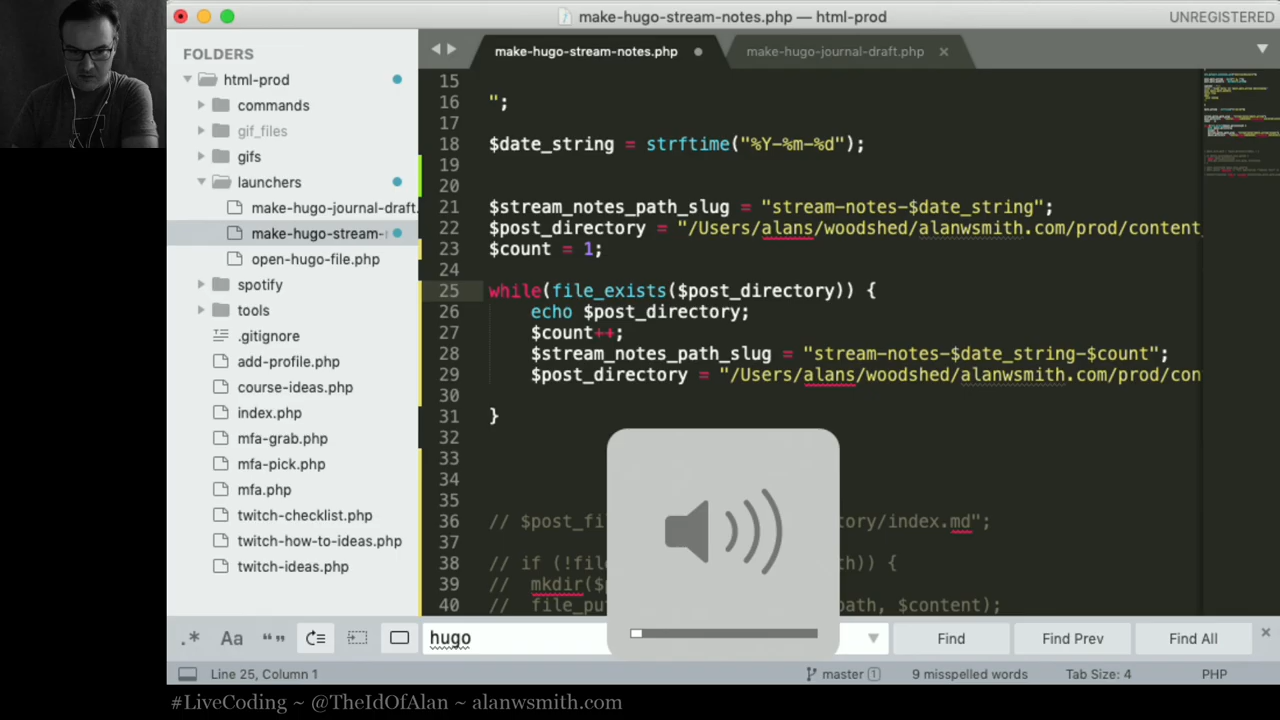 make-hugo-stream-notes.php — html-prod
UNREGISTERED
FOLDERS
html-prod
commands
gif_files
gifs
launchers
make-hugo-journal-draft.
make-hugo-stream-
open-hugo-file.php
spotify
tools
.gitignore
add-profile.php
course-ideas.php
index.php
mfa-grab.php
mfa-pick.php
mfa.php
twitch-checklist.php
twitch-how-to-ideas.php
twitch-ideas.php
make-hugo-stream-notes.php
make-hugo-journal-draft.php
15
16 ";
17
18 $date_string = strftime("%Y-%m-%d");
19
20
21 $stream_notes_path_slug = "stream-notes-$date_string";
22 $post_directory = "/Users/alans/woodshed/alanwsmith.com/prod/content_
23 $count = 1;
24
25 while(file_exists($post_directory)) {
26 echo $post_directory;
27 $count++;
28 $stream_notes_path_slug = "stream-notes-$date_string-$count";
29 $post_directory = "/Users/alans/woodshed/alanwsmith.com/prod/con
30
31 }
32
33
34
35
36 // $post_fi tory/index.md";
37
38 // if (!fil th)) {
39 // mkdir($
40 // file_pu path, $content);
.* Aa “” hugo Find Find Prev Find All
Line 25, Column 1 master 1 9 misspelled words Tab Size: 4 PHP
#LiveCoding ~ @TheIdOfAlan ~ alanwsmith.com